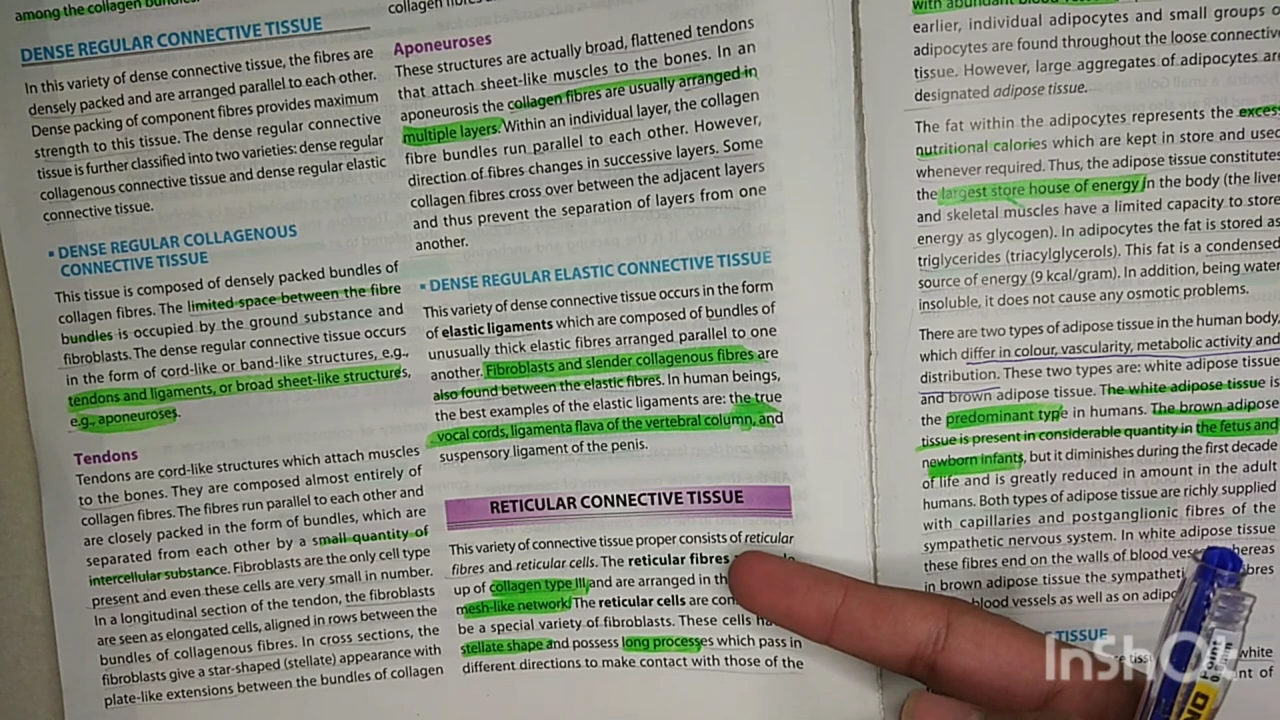 among the collagen bundles.
DENSE REGULAR CONNECTIVE TISSUE
In this variety of dense connective tissue, the fibres are
densely packed and are arranged parallel to each other.
Dense packing of component fibres provides maximum
strength to this tissue. The dense regular connective
tissue is further classified into two varieties: dense regular
collagenous connective tissue and dense regular elastic
connective tissue.
▪ DENSE REGULAR COLLAGENOUS
CONNECTIVE TISSUE
This tissue is composed of densely packed bundles of
collagen fibres. The limited space between the fibre
bundles is occupied by the ground substance and
fibroblasts. The dense regular connective tissue occurs
in the form of cord-like or band-like structures, e.g.,
tendons and ligaments, or broad sheet-like structures,
e.g., aponeuroses.
Tendons
Tendons are cord-like structures which attach muscles
to the bones. They are composed almost entirely of
collagen fibres. The fibres run parallel to each other and
are closely packed in the form of bundles, which are
separated from each other by a small quantity of
intercellular substance. Fibroblasts are the only cell type
present and even these cells are very small in number.
In a longitudinal section of the tendon, the fibroblasts
are seen as elongated cells, aligned in rows between the
bundles of collagenous fibres. In cross sections, the
fibroblasts give a star-shaped (stellate) appearance with
plate-like extensions between the bundles of collagen
collagen fibres
Aponeuroses
These structures are actually broad, flattened tendons
that attach sheet-like muscles to the bones. In an
aponeurosis the collagen fibres are usually arranged in
multiple layers. Within an individual layer, the collagen
fibre bundles run parallel to each other. However,
direction of fibres changes in successive layers. Some
collagen fibres cross over between the adjacent layers
and thus prevent the separation of layers from one
another.
▪ DENSE REGULAR ELASTIC CONNECTIVE TISSUE
This variety of dense connective tissue occurs in the form
of elastic ligaments which are composed of bundles of
unusually thick elastic fibres arranged parallel to one
another. Fibroblasts and slender collagenous fibres are
also found between the elastic fibres. In human beings,
the best examples of the elastic ligaments are: the true
vocal cords, ligamenta flava of the vertebral column, and
suspensory ligament of the penis.
RETICULAR CONNECTIVE TISSUE
This variety of connective tissue proper consists of reticular
fibres and reticular cells. The reticular fibres
up of collagen type III and are arranged in
mesh-like network. The reticular cells are
be a special variety of fibroblasts. These cells
stellate shape and possess long processes which pass in
different directions to make contact with those of the
with abundant blood
earlier, individual adipocytes and small groups
adipocytes are found throughout the loose connective
tissue. However, large aggregates of adipocytes are
designated adipose tissue.
The fat within the adipocytes represents the excess
nutritional calories which are kept in store and used
whenever required. Thus, the adipose tissue constitutes
the largest store house of energy in the body (the liver
and skeletal muscles have a limited capacity to store
energy as glycogen). In adipocytes the fat is stored as
triglycerides (triacylglycerols). This fat is a condensed
source of energy (9 kcal/gram). In addition, being water
insoluble, it does not cause any osmotic problems.
There are two types of adipose tissue in the human body,
which differ in colour, vascularity, metabolic activity and
distribution. These two types are: white adipose tissue
and brown adipose tissue. The white adipose tissue is
the predominant type in humans. The brown adipose
tissue is present in considerable quantity in the fetus and
newborn infants, but it diminishes during the first decade
of life and is greatly reduced in amount in the adult
humans. Both types of adipose tissue are richly supplied
with capillaries and postganglionic fibres of the
sympathetic nervous system. In white adipose tissue
these fibres end on the walls of blood
in brown adipose tissue the
blood vessels as well as on
TISSUE
white
of
InShOt